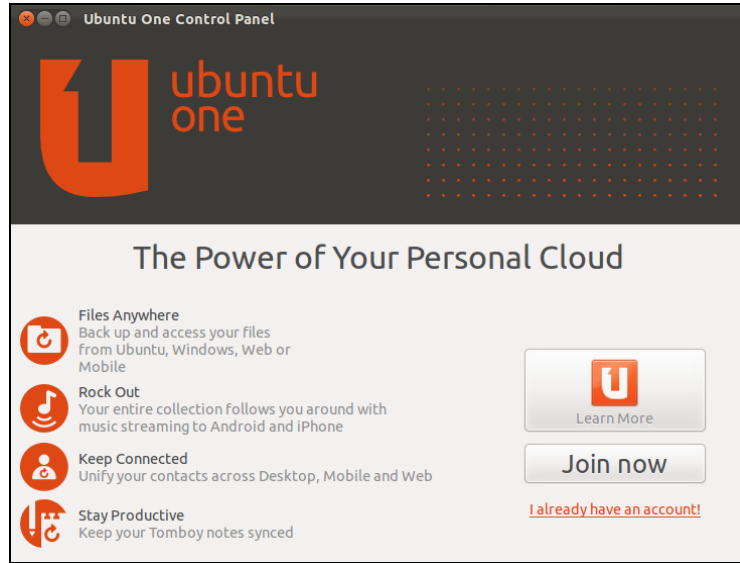 Ubuntu One Control Panel
ubuntu
one
The Power of Your Personal Cloud
Files Anywhere
Back up and access your files
from Ubuntu, Windows, Web or
Mobile
Rock Out
Your entire collection follows you around with
music streaming to Android and iPhone
Keep Connected
Unify your contacts across Desktop, Mobile and Web
Stay Productive
Keep your Tomboy notes synced
Learn More
Join now
I already have an account!